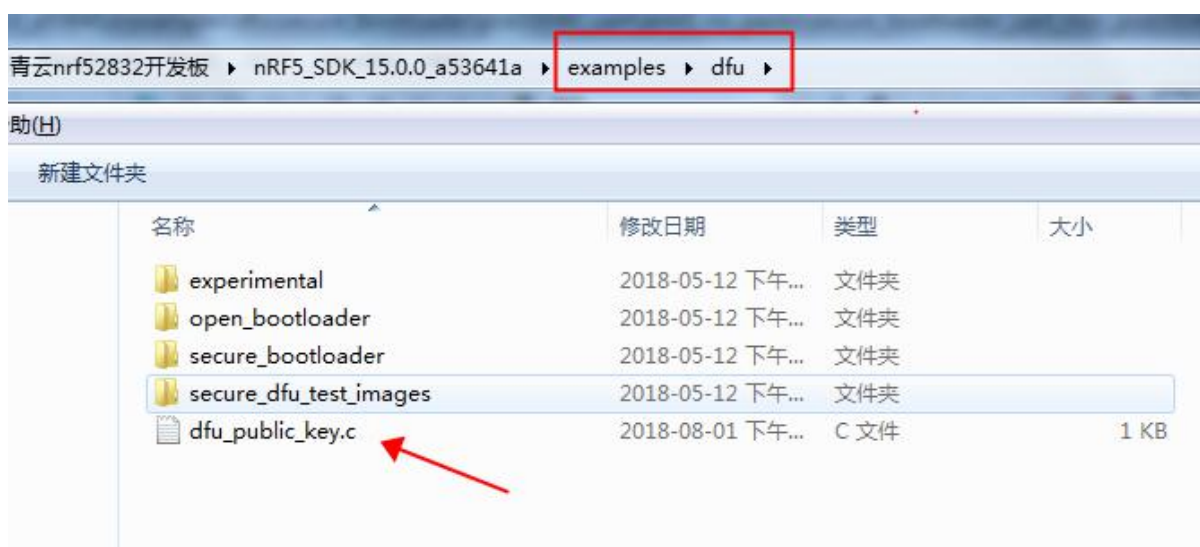 青云nrf52832开发板 ▸ nRF5_SDK_15.0.0_a53641a ▸ examples ▸ dfu ▸
助(H)
新建文件夹
名称 修改日期 类型 大小
experimental 2018-05-12 下午... 文件夹
open_bootloader 2018-05-12 下午... 文件夹
secure_bootloader 2018-05-12 下午... 文件夹
secure_dfu_test_images 2018-05-12 下午... 文件夹
dfu_public_key.c 2018-08-01 下午... C 文件 1 KB